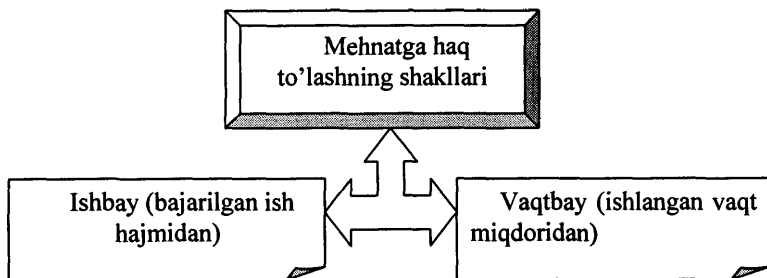 Mehnatga haq
to’lashning shakllari
Ishbay (bajarilgan ish
hajmidan)
Vaqtbay (ishlangan vaqt
miqdoridan)